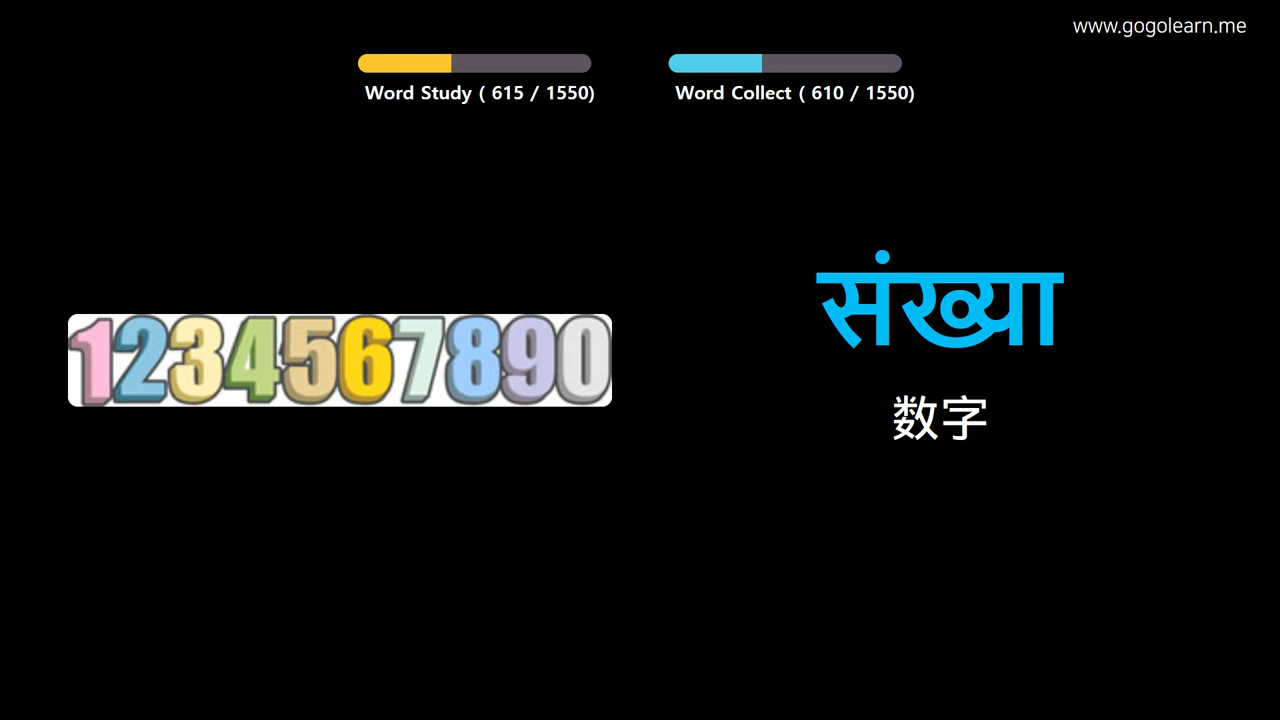 www.gogolearn.me
Word Study ( 615 / 1550)
Word Collect ( 610 / 1550)
1234567890
संख्या
数字